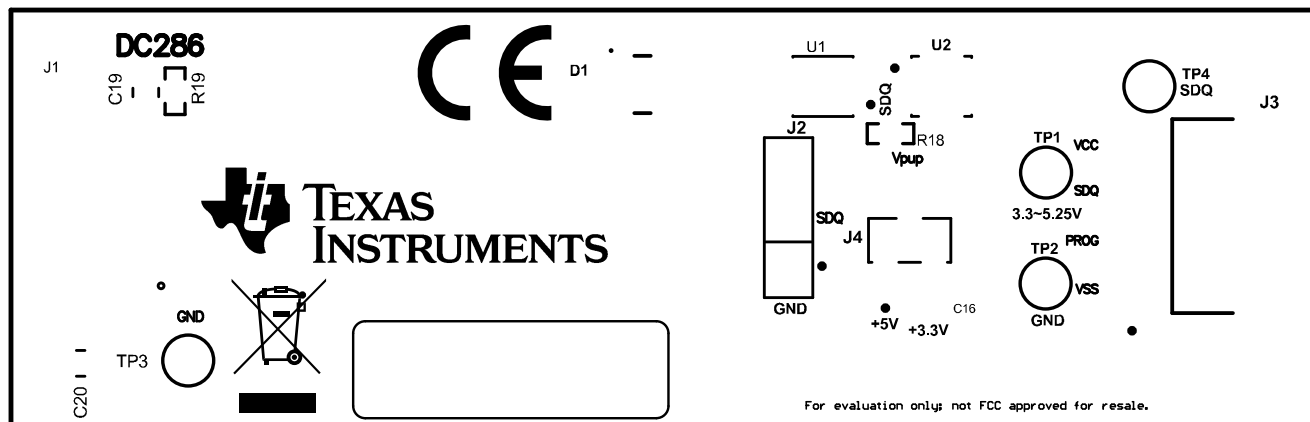 DC286
J1
C19
R19
CE
D1
U1
U2
SDQ
J2
R18
Vpup
TP4
SDQ
J3
TP1
VCC
SDQ
3.3~5.25V
TEXAS
INSTRUMENTS
SDQ
J4
PROG
TP2
VSS
GND
GND
+5V
+3.3V
C16
GND
TP3
C20
For evaluation only; not FCC approved for resale.